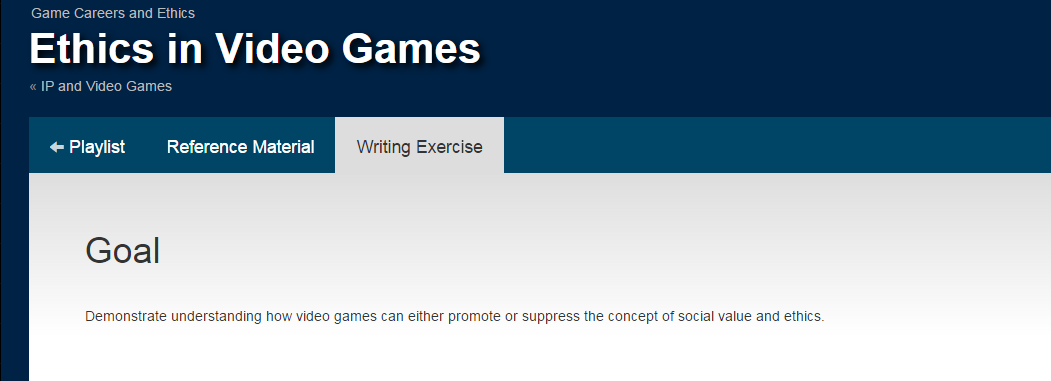 Game Careers and Ethics
Ethics in Video Games
« IP and Video Games
Playlist
Reference Material
Writing Exercise
Goal
Demonstrate understanding how video games can either promote or suppress the concept of social value and ethics.